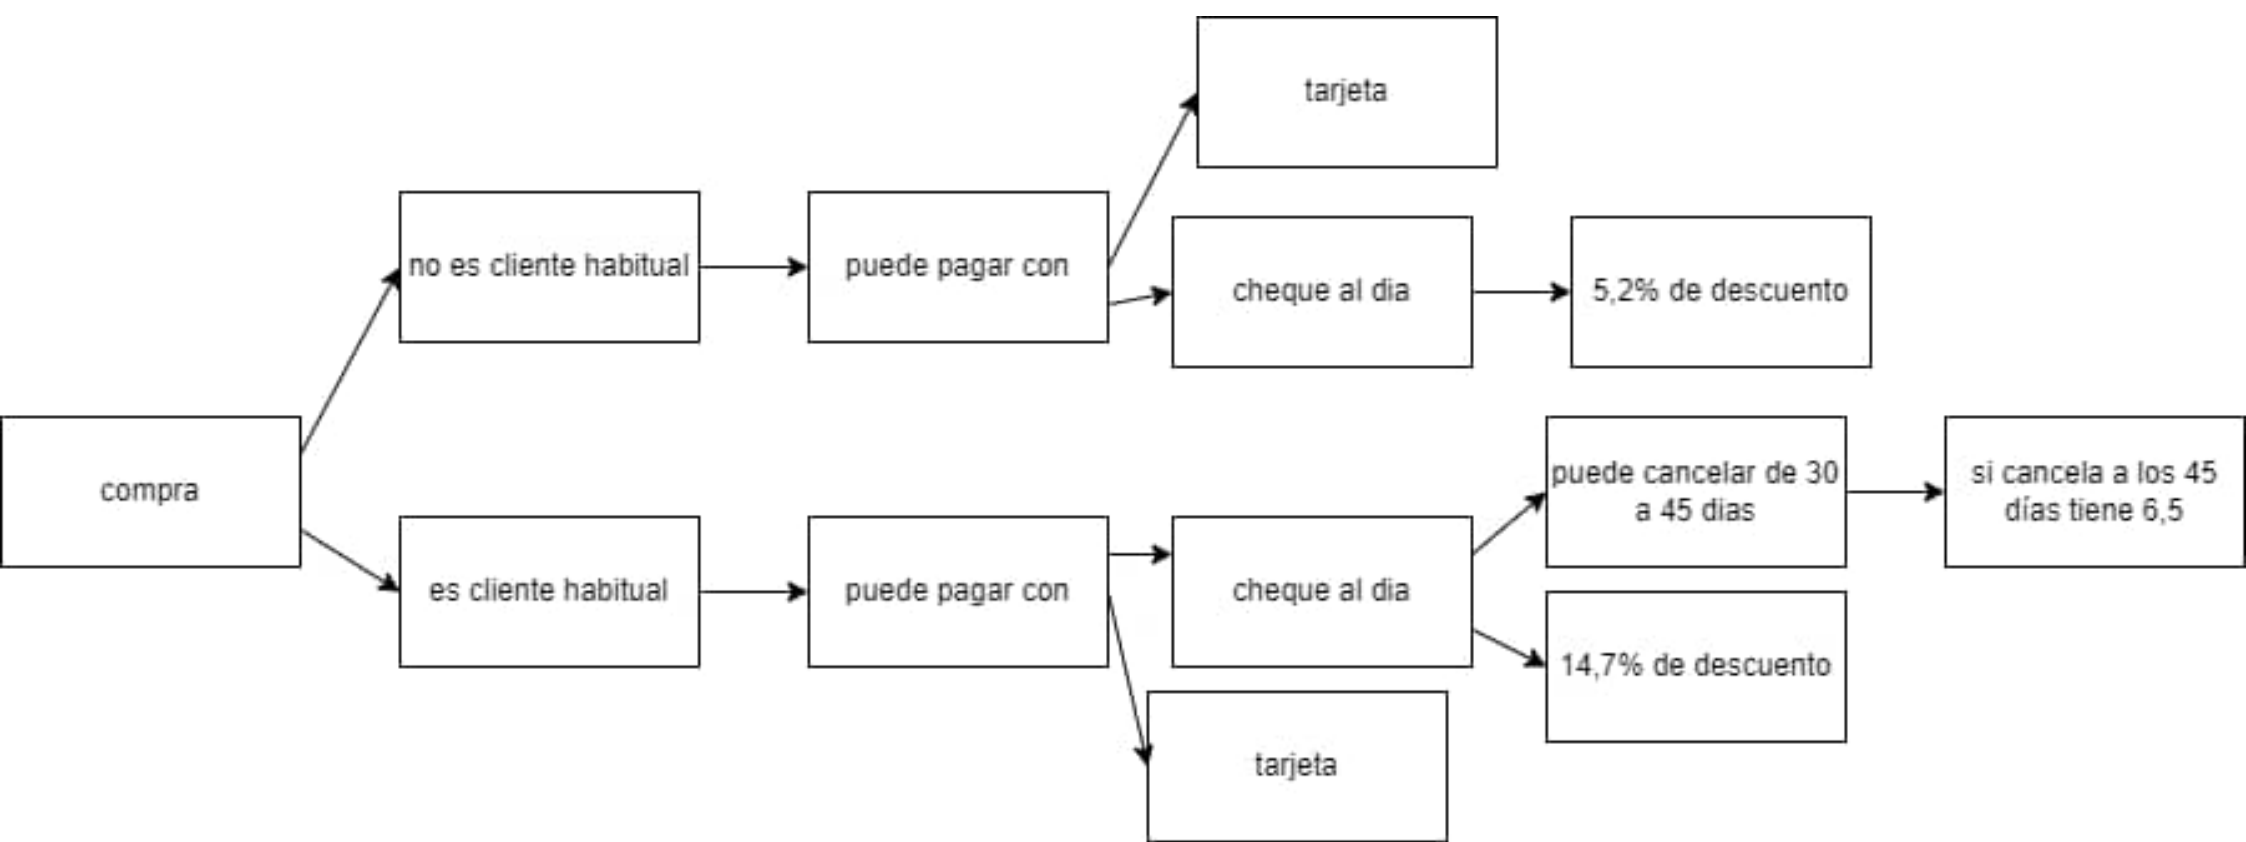 tarjeta
no es cliente habitual
puede pagar con
cheque al dia
5,2% de descuento
compra
puede cancelar de 30
a 45 dias
si cancela a los 45
días tiene 6,5
es cliente habitual
puede pagar con
cheque al dia
14,7% de descuento
tarjeta